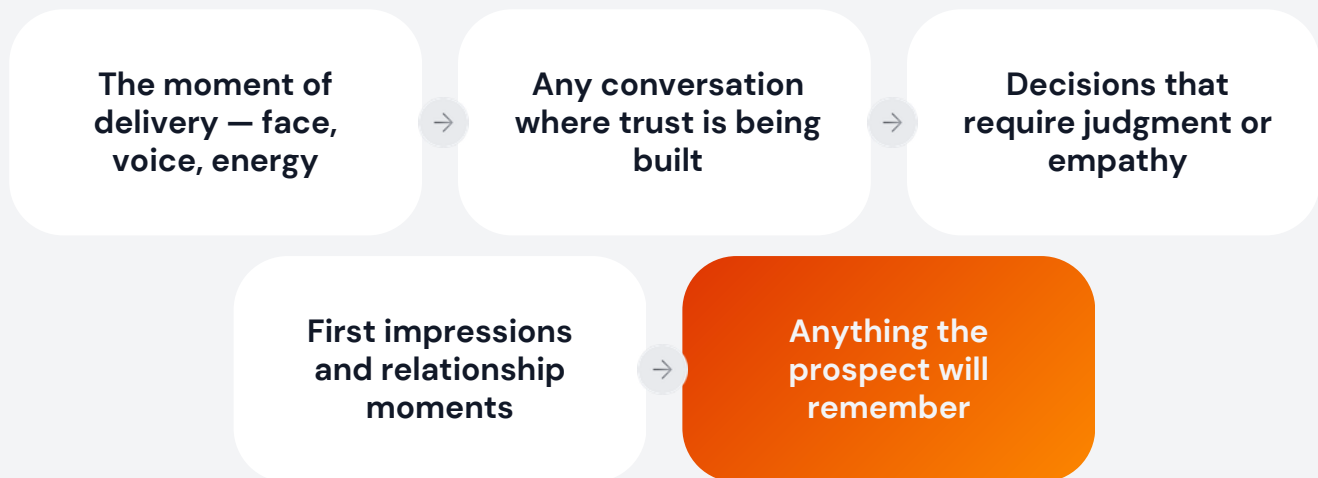 The moment of
delivery — face,
voice, energy
Any conversation
where trust is being
built
Decisions that
require judgment or
empathy
First impressions
and relationship
moments
Anything the
prospect will
remember